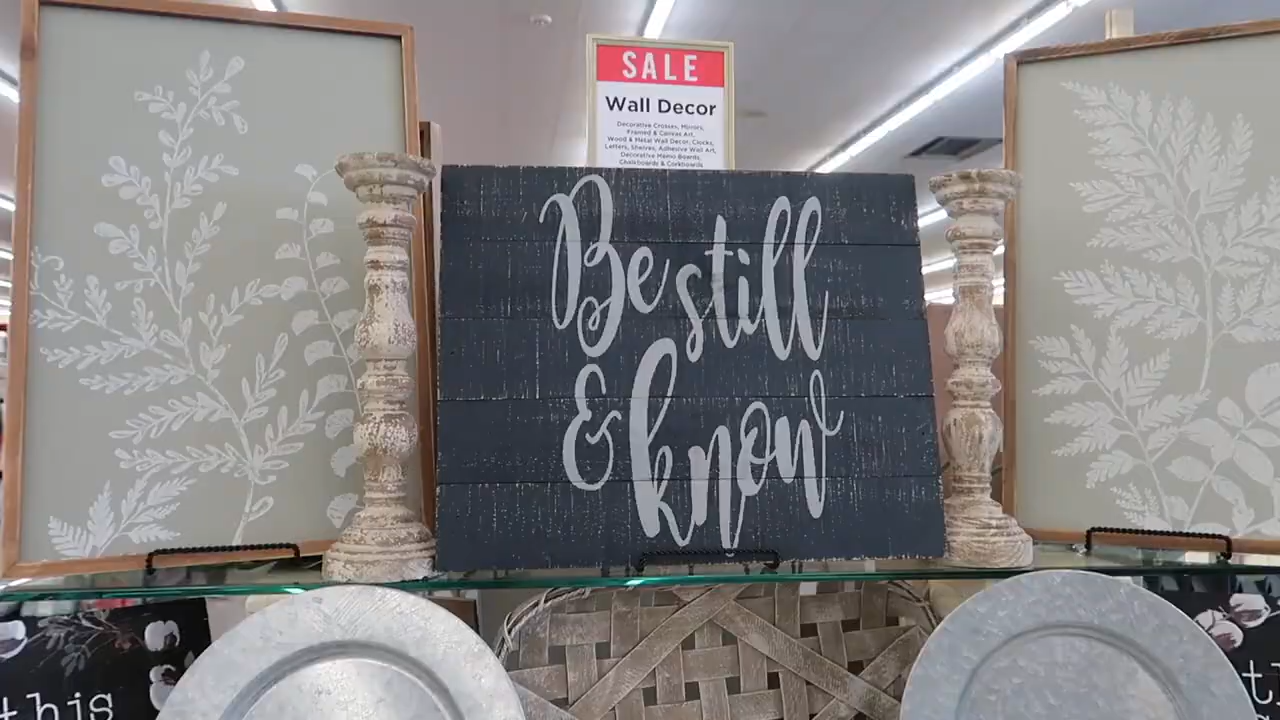 SALE
Wall Decor
Decorative Crosses, Mirrors,
Framed & Canvas Art,
Wood & Metal Wall Decor, Clocks,
Letters, Shelves, Adhesive Wall Art,
Decorative Memo Boards,
Chalkboards & Corkboards
Be still
& know
this